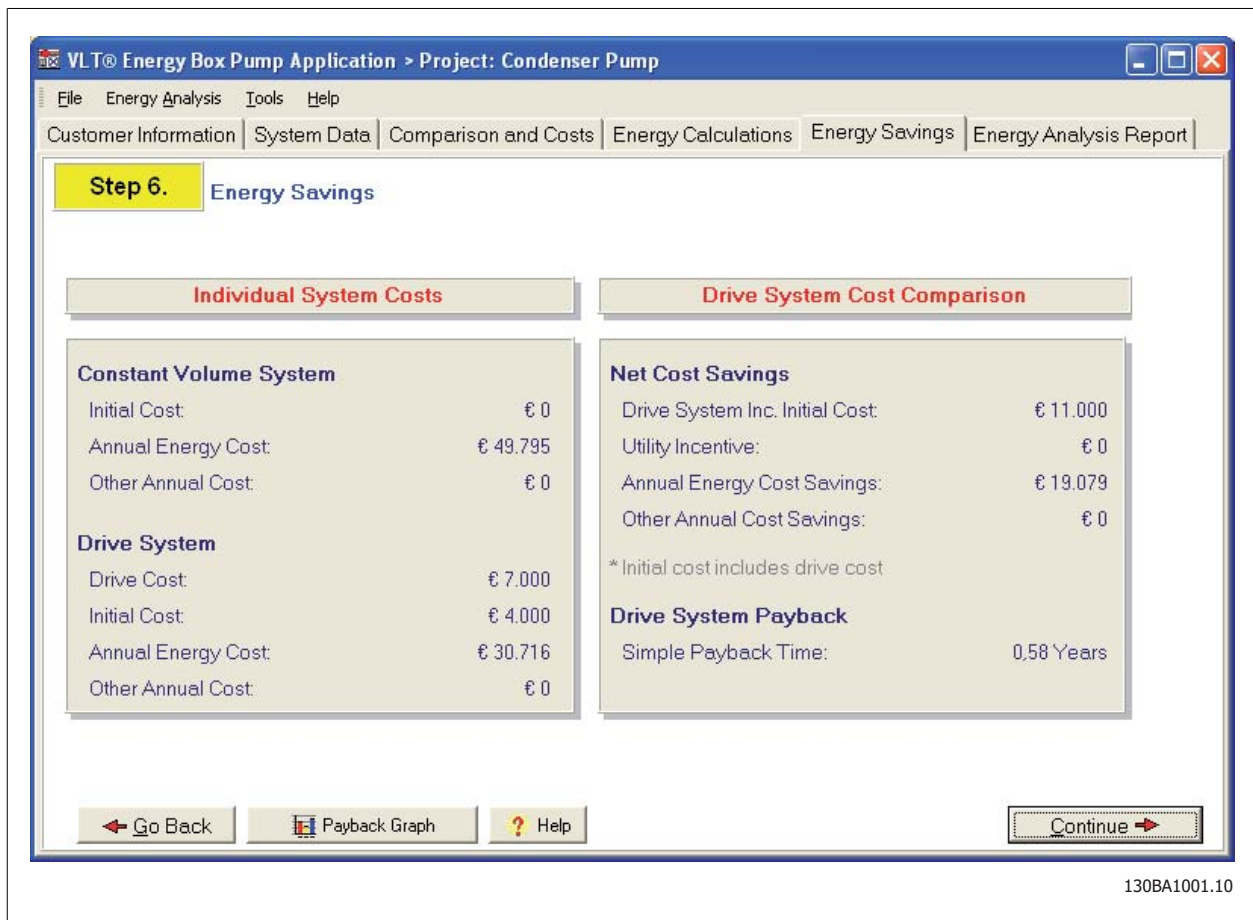 VLT® Energy Box Pump Application > Project: Condenser Pump
File Energy Analysis Tools Help
Customer Information System Data Comparison and Costs Energy Calculations Energy Savings Energy Analysis Report
Step 6.
Energy Savings
Individual System Costs
Constant Volume System
Initial Cost: € 0
Annual Energy Cost: € 49.795
Other Annual Cost: € 0
Drive System
Drive Cost: € 7.000
Initial Cost: € 4.000
Annual Energy Cost: € 30.716
Other Annual Cost: € 0
Drive System Cost Comparison
Net Cost Savings
Drive System Inc. Initial Cost: € 11.000
Utility Incentive: € 0
Annual Energy Cost Savings: € 19.079
Other Annual Cost Savings: € 0
* Initial cost includes drive cost
Drive System Payback
Simple Payback Time: 0,58 Years
Go Back Payback Graph ? Help Continue
130BA1001.10